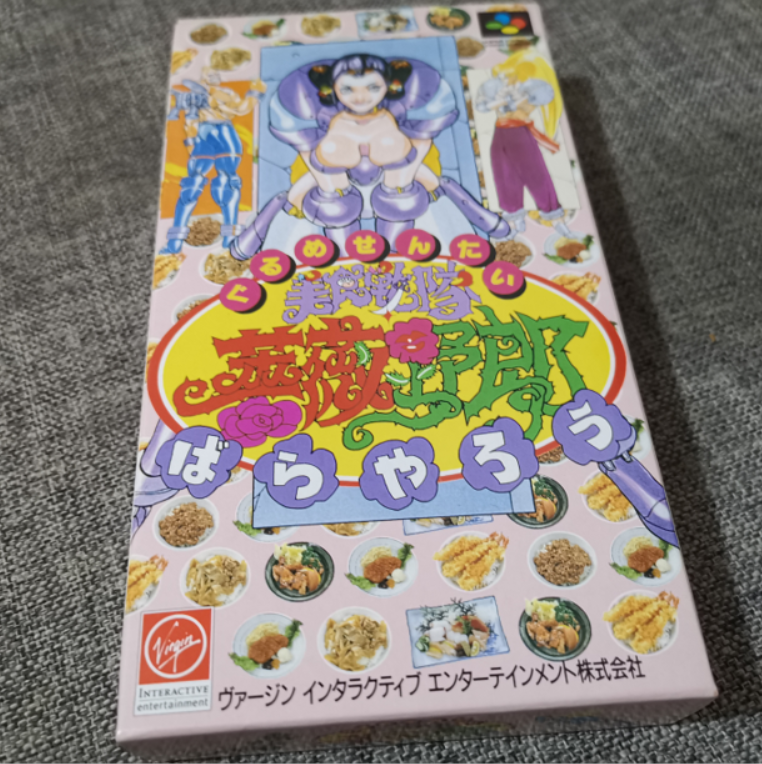 ぐるめせんたい
美食戦隊
薔薇野郎
ばらやろう
Virgin
INTERACTIVE
entertainment
ヴァージン インタラクティブ エンターテインメント株式会社